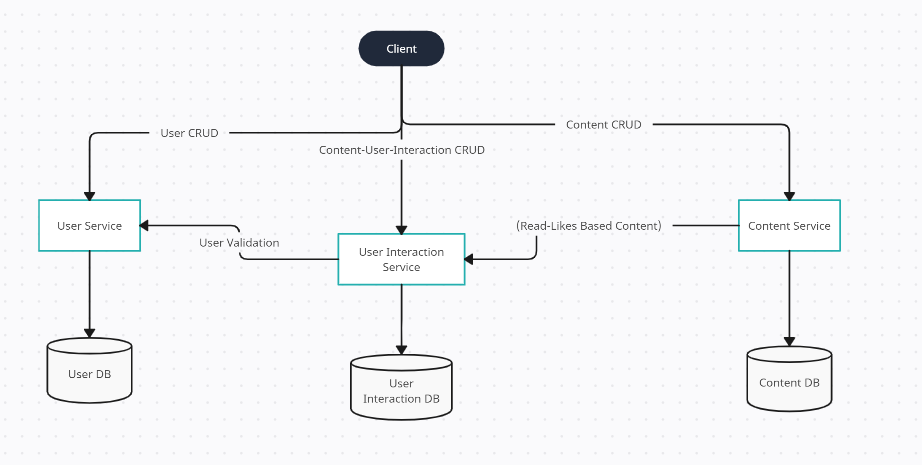 Client
User CRUD
Content CRUD
Content-User-Interaction CRUD
User Service
User Validation
User Interaction
Service
(Read-Likes Based Content)
Content Service
User DB
User
Interaction DB
Content DB